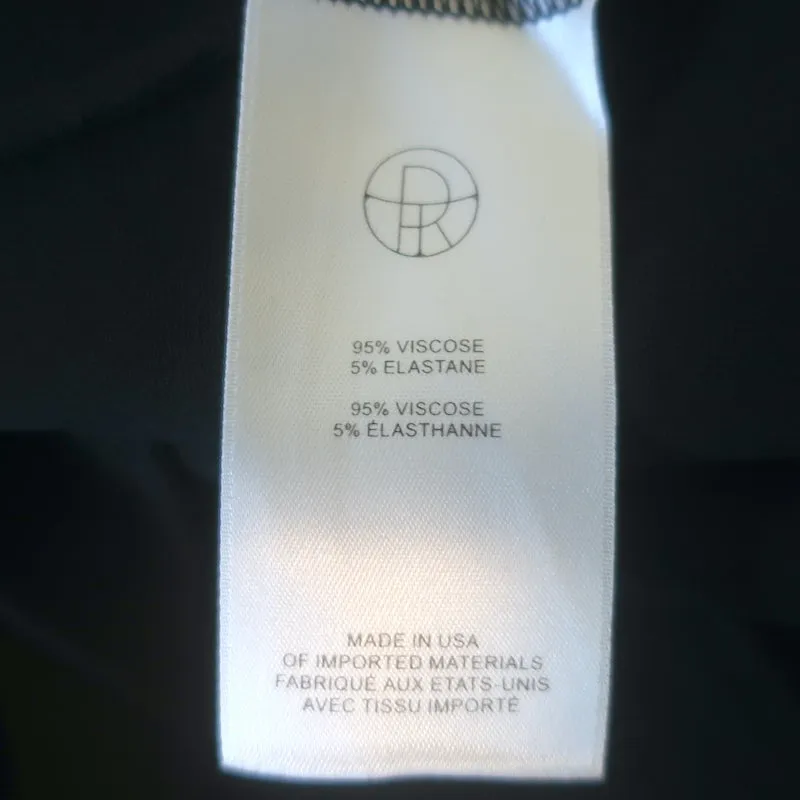 PR
95% VISCOSE
5% ELASTANE
95% VISCOSE
5% ÉLASTHANNE
MADE IN USA
OF IMPORTED MATERIALS
FABRIQUÉ AUX ETATS-UNIS
AVEC TISSU IMPORTÉ